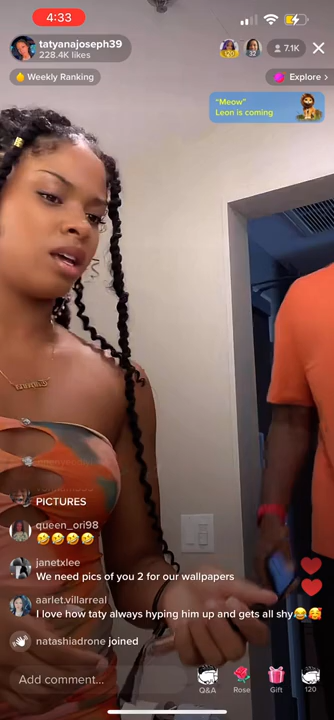 4:33
tatyanajoseph39
228.4K likes
120
32
7.1K
Weekly Ranking
Explore >
"Meow"
Leon is coming
PICTURES
queen_ori98
🤣🤣🤣🤣
janetxlee
We need pics of you 2 for our wallpapers
aarlet.villarreal
I love how taty always hyping him up and gets all shy😂🥰
natashiadrone joined
Add comment...
Q&A
Rose
Gift
120